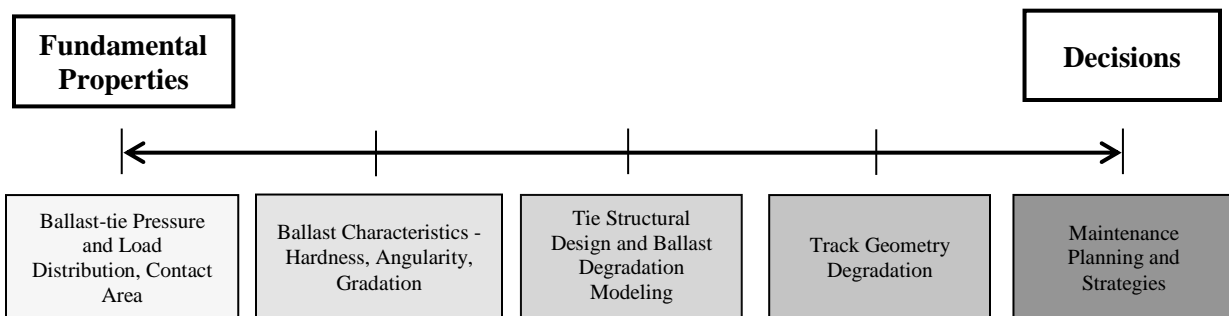 Fundamental
Properties
Decisions
Ballast-tie Pressure
and Load
Distribution, Contact
Area
Ballast Characteristics -
Hardness, Angularity,
Gradation
Tie Structural
Design and Ballast
Degradation
Modeling
Track Geometry
Degradation
Maintenance
Planning and
Strategies